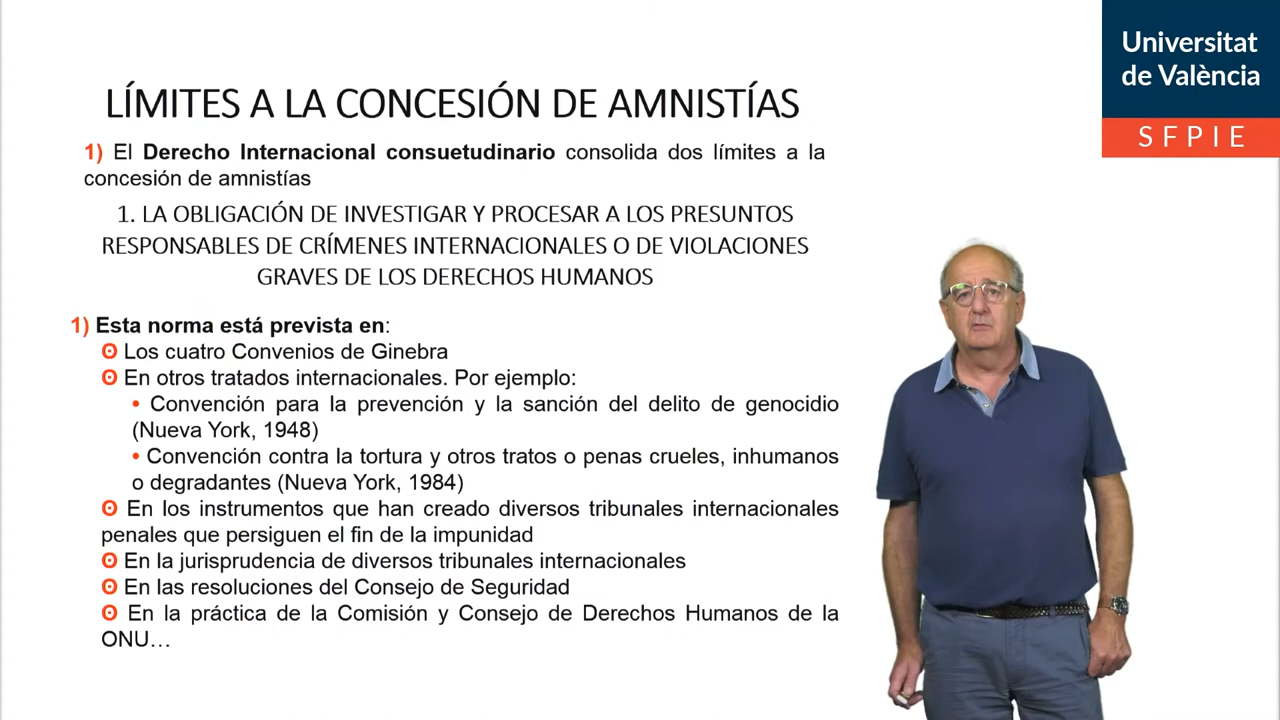 Universitat
de València
SFPIE
LÍMITES A LA CONCESIÓN DE AMNISTÍAS
1) El Derecho Internacional consuetudinario consolida dos límites a la
concesión de amnistías
1. LA OBLIGACIÓN DE INVESTIGAR Y PROCESAR A LOS PRESUNTOS
RESPONSABLES DE CRÍMENES INTERNACIONALES O DE VIOLACIONES
GRAVES DE LOS DERECHOS HUMANOS
1) Esta norma está prevista en:
ʘ Los cuatro Convenios de Ginebra
ʘ En otros tratados internacionales. Por ejemplo:
• Convención para la prevención y la sanción del delito de genocidio
(Nueva York, 1948)
• Convención contra la tortura y otros tratos o penas crueles, inhumanos
o degradantes (Nueva York, 1984)
ʘ En los instrumentos que han creado diversos tribunales internacionales
penales que persiguen el fin de la impunidad
ʘ En la jurisprudencia de diversos tribunales internacionales
ʘ En las resoluciones del Consejo de Seguridad
ʘ En la práctica de la Comisión y Consejo de Derechos Humanos de la
ONU…